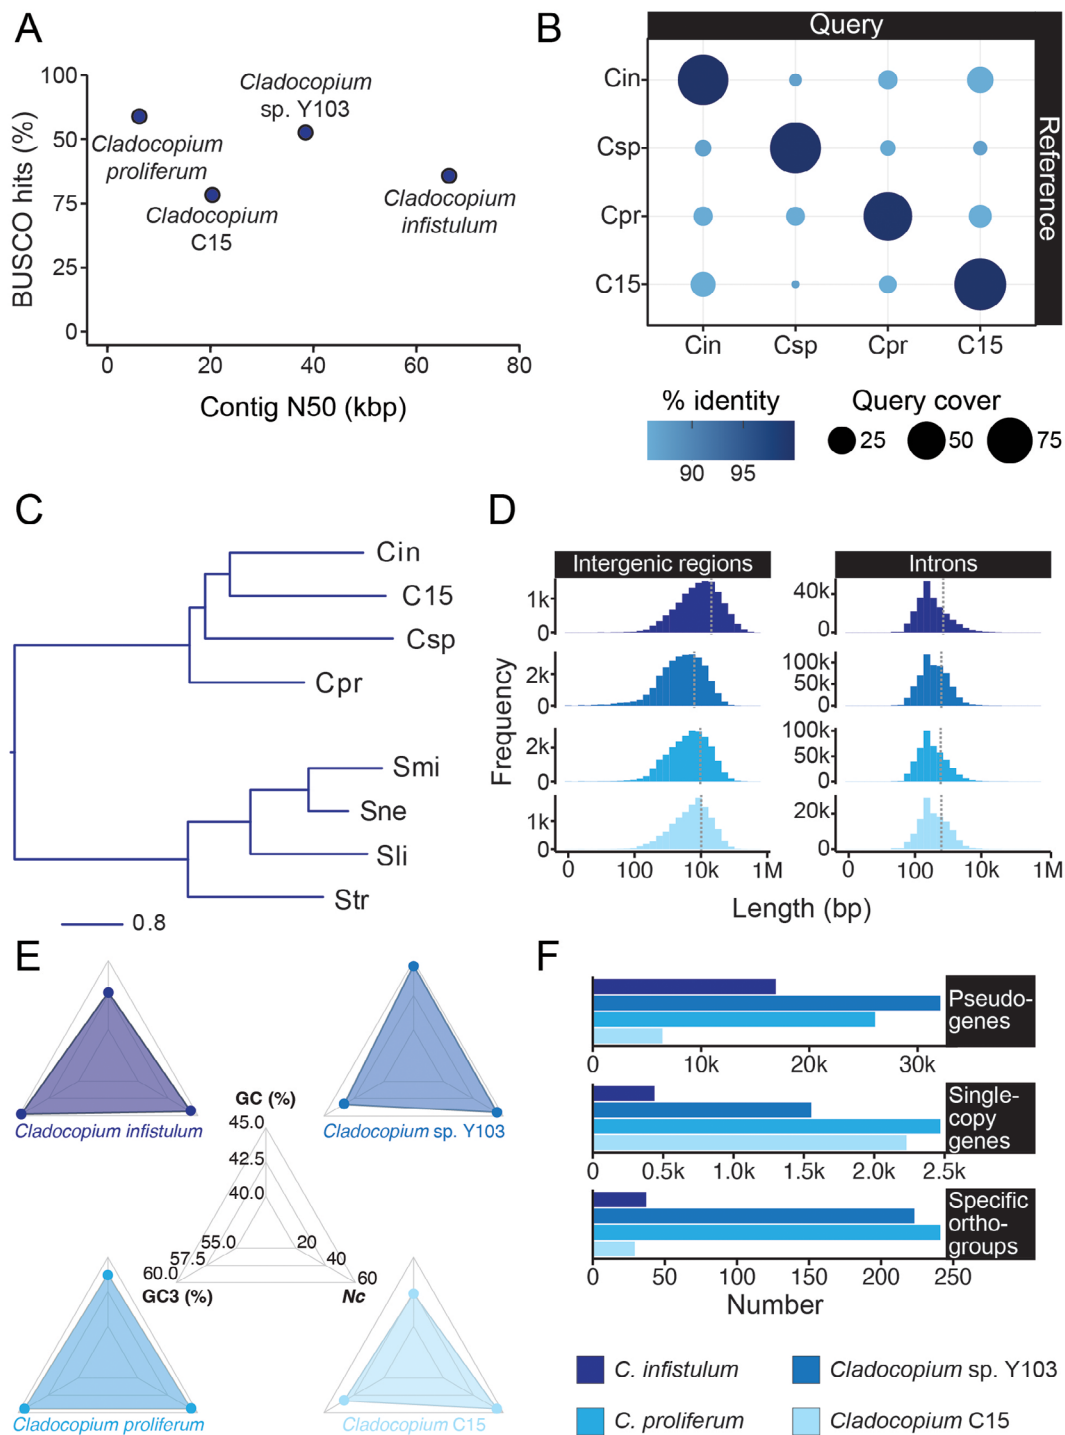 A
100
50
75
25
0
BUSCO hits (%)
Cladocopium
sp. Y103
Cladocopium
proliferum
Cladocopium
C15
Cladocopium
infistulum
0
20
40
60
80
Contig N50 (kbp)
B
Query
Reference
Cin
Csp
Cpr
C15
Cin
Csp
Cpr
C15
% identity
90
95
Query cover
25
50
75
C
Cin
C15
Csp
Cpr
Smi
Sne
Sli
Str
0.8
D
Intergenic regions
Introns
Frequency
1k
0
2k
0
2k
0
1k
0
40k
0
100k
50k
0
100k
50k
0
20k
0
0
100
10k
1M
0
100
10k
1M
Length (bp)
E
Cladocopium infistulum
Cladocopium sp. Y103
GC (%)
45.0
42.5
40.0
55.0
57.5
60.0
GC3 (%)
20
40
60
Nc
Cladocopium proliferum
Cladocopium C15
F
Pseudo-
genes
0
10k
20k
30k
Single-
copy
genes
0
0.5k
1.0k
1.5k
2.0k
2.5k
Specific
ortho-
groups
0
50
100
150
200
250
Number
C. infistulum
Cladocopium sp. Y103
C. proliferum
Cladocopium C15